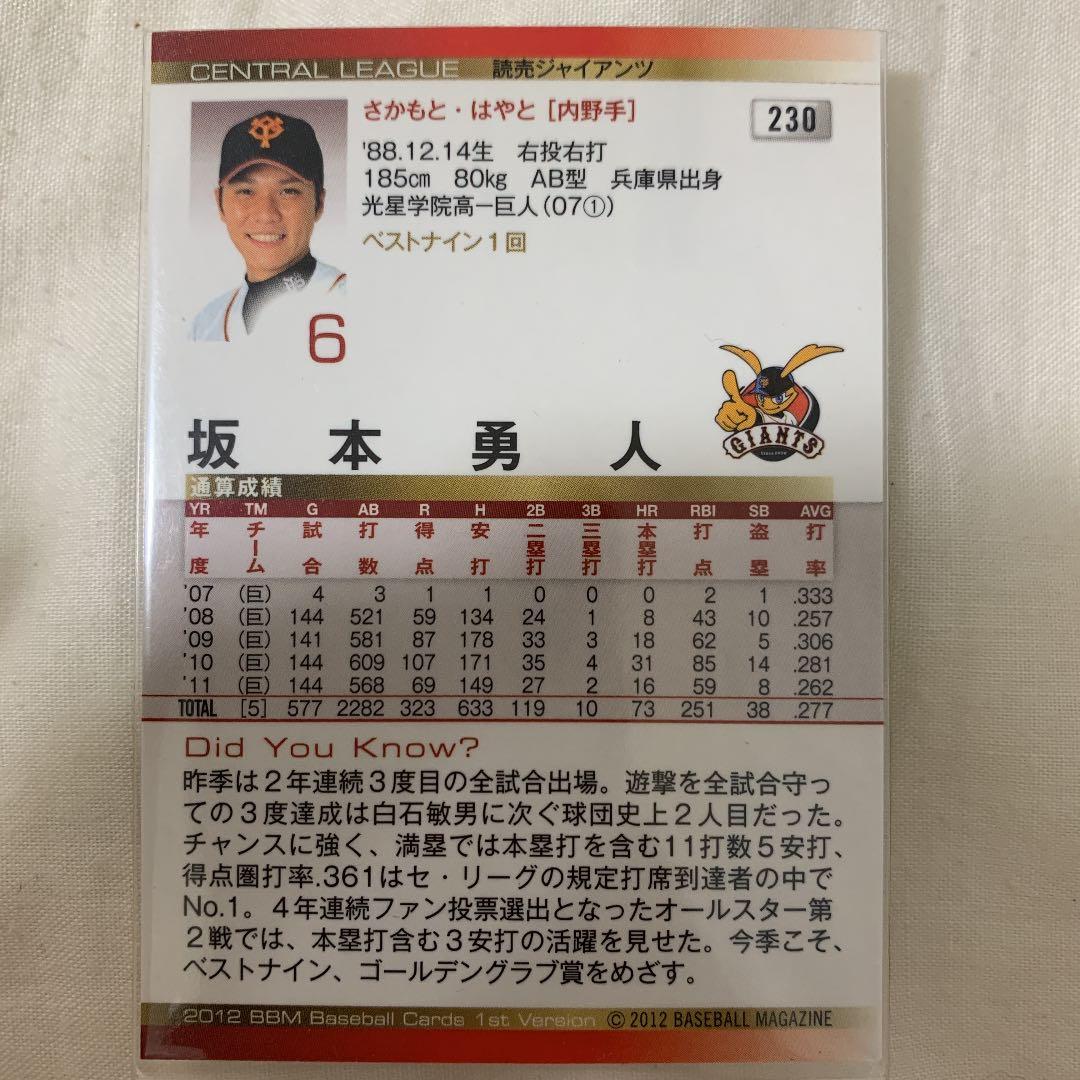 CENTRAL LEAGUE 読売ジャイアンツ
さかもと・はやと [内野手]
230
'88.12.14生 右投右打
185㎝ 80㎏ AB型 兵庫県出身
光星学院高ー巨人(07①)
ベストナイン1回
6
GIANTS
坂本勇人
通算成績
YR TM G AB R H 2B 3B HR RBI SB AVG
年度 チーム 試合 打数 得点 安打 二塁打 三塁打 本塁打 打点 盗塁 打率
'07 (巨) 4 3 1 1 0 0 0 2 1 .333
'08 (巨) 144 521 59 134 24 1 8 43 10 .257
'09 (巨) 141 581 87 178 33 3 18 62 5 .306
'10 (巨) 144 609 107 171 35 4 31 85 14 .281
'11 (巨) 144 568 69 149 27 2 16 59 8 .262
TOTAL [5] 577 2282 323 633 119 10 73 251 38 .277
Did You Know?
昨季は2年連続3度目の全試合出場。遊撃を全試合守っ
ての3度達成は白石敏男に次ぐ球団史上2人目だった。
チャンスに強く、満塁では本塁打を含む11打数5安打、
得点圏打率.361はセ・リーグの規定打席到達者の中で
No.1。4年連続ファン投票選出となったオールスター第
2戦では、本塁打含む3安打の活躍を見せた。今季こそ、
ベストナイン、ゴールデングラブ賞をめざす。
2012 BBM Baseball Cards 1st Version © 2012 BASEBALL MAGAZINE